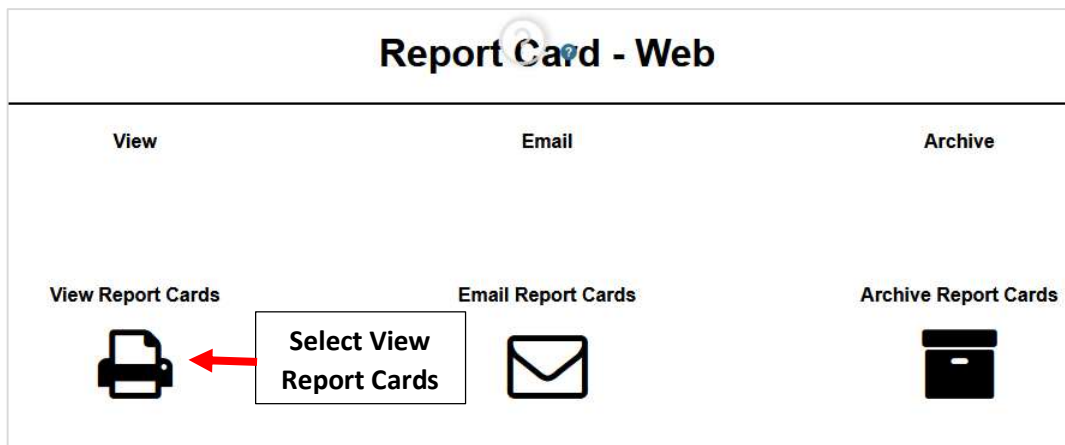 Report Card - Web
View
Email
Archive
View Report Cards
Email Report Cards
Archive Report Cards
Select View
Report Cards
?
?